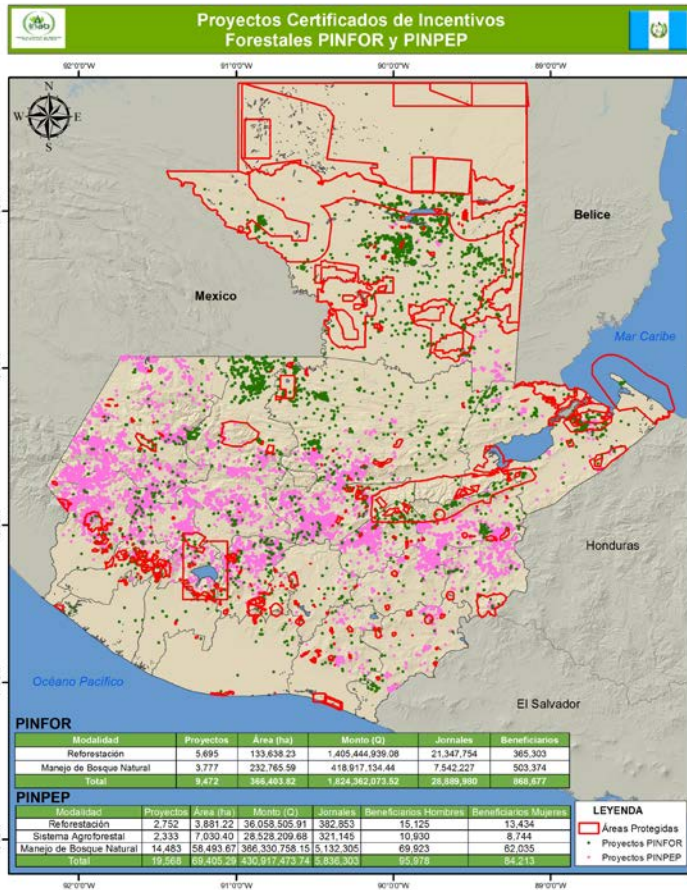 inab
Proyectos Certificados de Incentivos
Forestales PINFOR y PINPEP
92°0'0"W 91°0'0"W 90°0'0"W 89°0'0"W
N
W E
S
Belice
Mexico
Mar Caribe
Honduras
Océano Pacífico
El Salvador
PINFOR
Modalidad Proyectos Área (ha) Monto (Q) Jornales Beneficiarios
Reforestación 5,695 133,638.23 1,405,444,939.08 21,347,754 365,303
Manejo de Bosque Natural 3,777 232,765.59 418,917,134.44 7,542,227 503,374
Total 9,472 366,403.82 1,824,362,073.52 28,889,980 868,677
PINPEP
Modalidad Proyectos Área (ha) Monto (Q) Jornales Beneficiarios Hombres Beneficiarios Mujeres
Reforestación 2,752 3,881.22 36,058,505.91 382,853 15,125 13,434
Sistema Agroforestal 2,333 7,030.40 28,528,209.68 321,145 10,930 8,744
Manejo de Bosque Natural 14,483 58,493.67 366,330,758.15 5,132,305 69,923 62,035
Total 19,568 69,405.29 430,917,473.74 5,836,303 95,978 84,213
LEYENDA
Áreas Protegidas
Proyectos PINFOR
Proyectos PINPEP
92°0'0"W 91°0'0"W 90°0'0"W 89°0'0"W